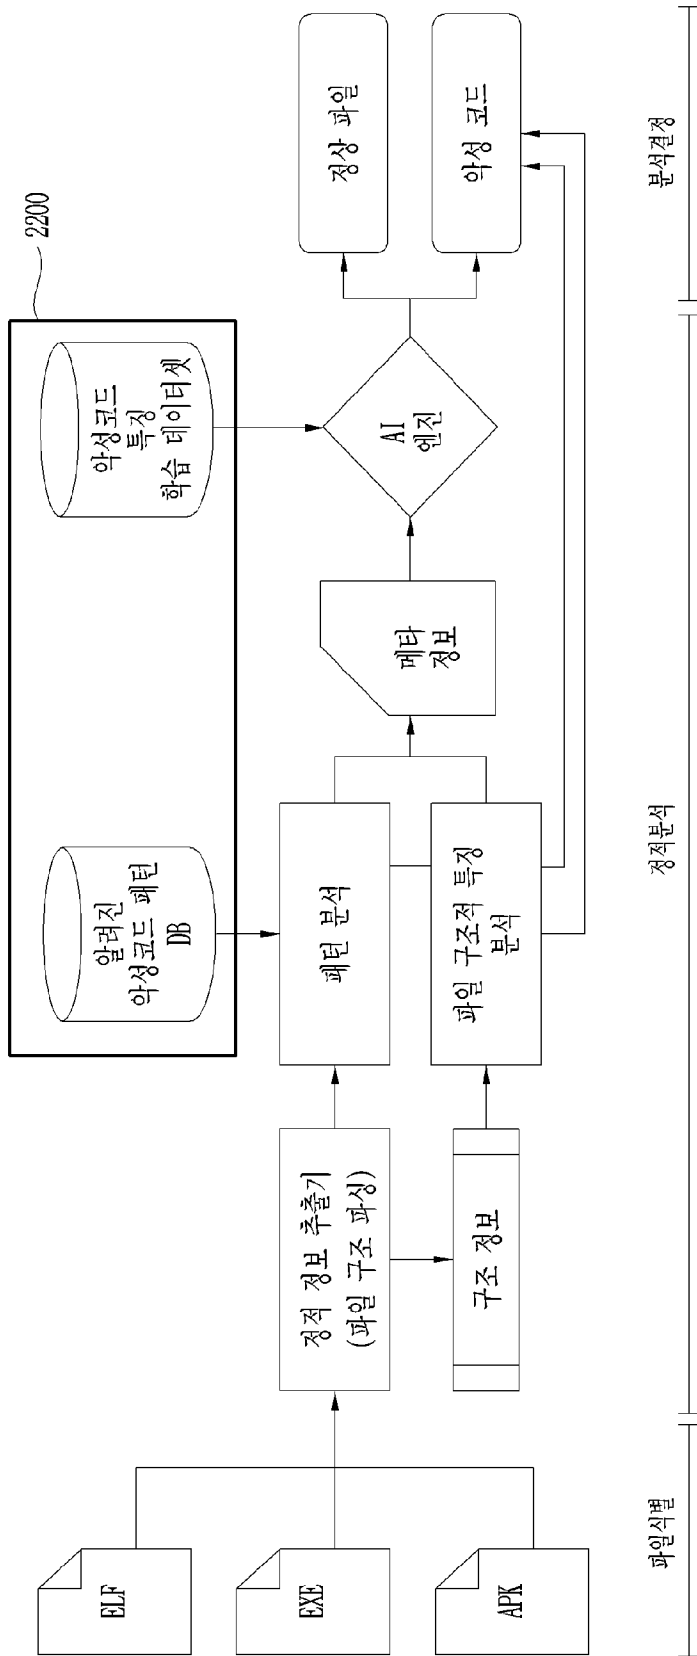 2200
알려진
악성코드 패턴
DB
악성코드
특징
학습 데이터셋
ELF
EXE
APK
정적 정보 추출기
(파일 구조 파싱)
구조 정보
패턴 분석
파일 구조적 특징
분석
메타
정보
AI
엔진
정상 파일
악성 코드
파일식별
정적분석
분석결정